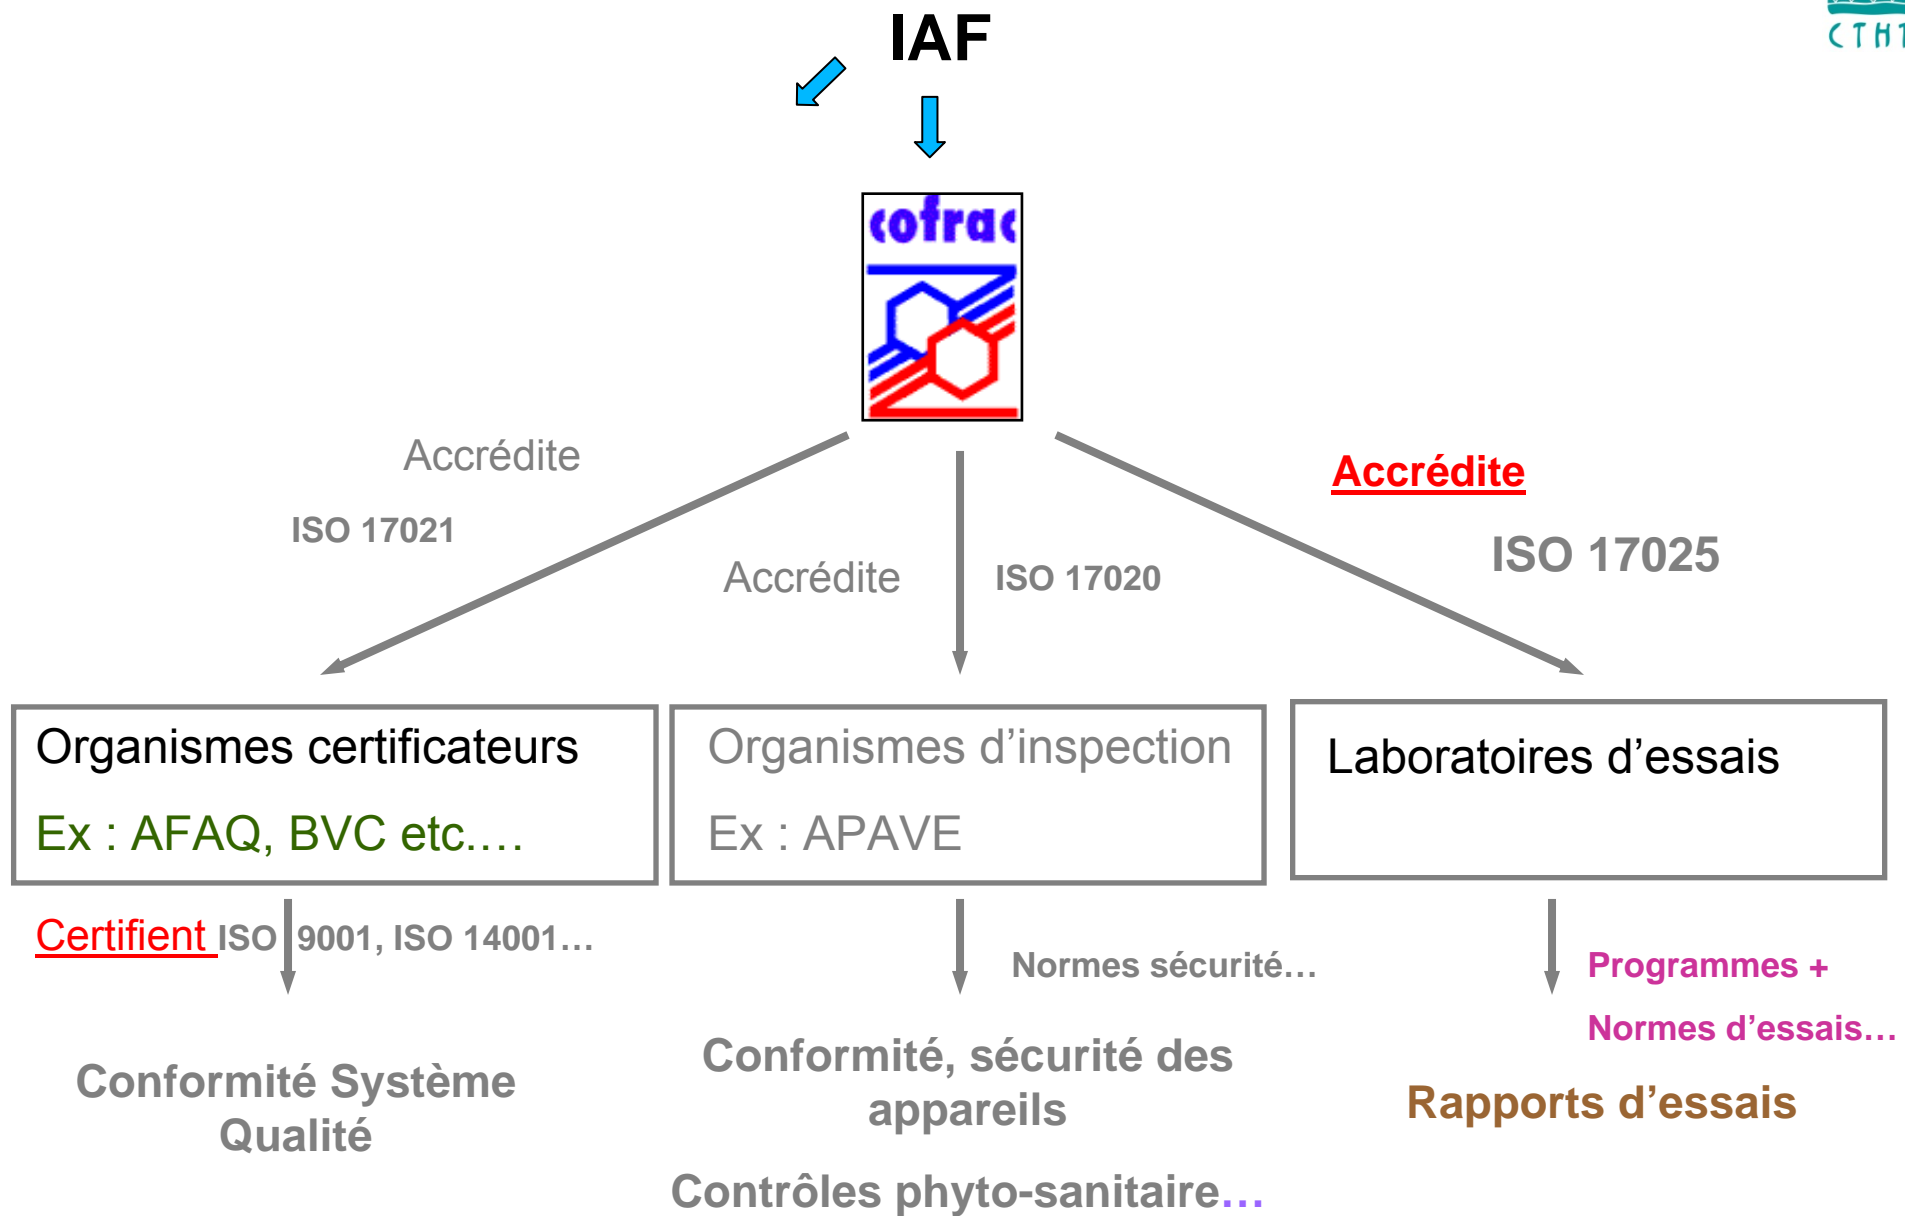 IAF
CTHT
cofrac
Accrédite
ISO 17021
Accrédite
ISO 17020
Accrédite
ISO 17025
Organismes certificateurs
Ex : AFAQ, BVC etc.…
Organismes d’inspection
Ex : APAVE
Laboratoires d’essais
Certifient ISO 9001, ISO 14001…
Normes sécurité…
Programmes +
Normes d’essais…
Conformité Système
Qualité
Conformité, sécurité des
appareils
Contrôles phyto-sanitaire…
Rapports d’essais